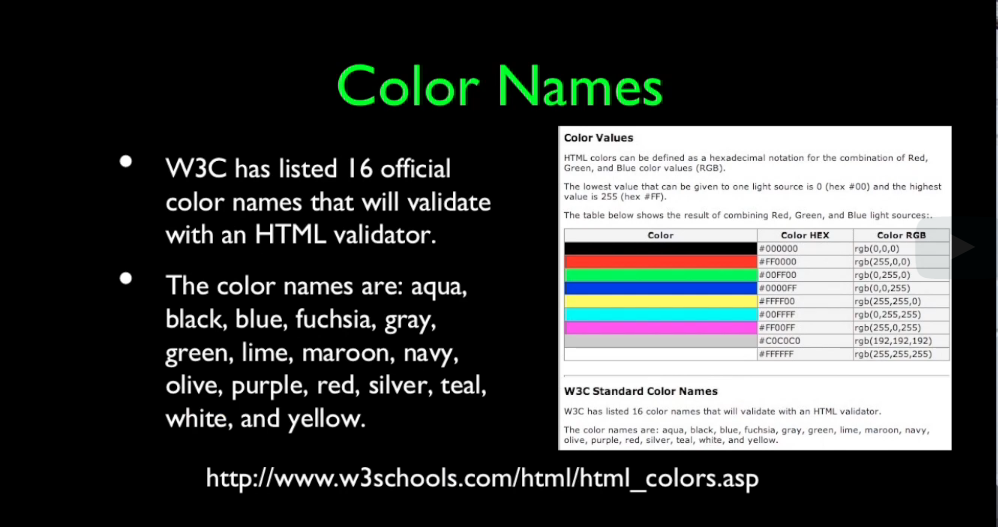 Color Names
• W3C has listed 16 official
color names that will validate
with an HTML validator.
• The color names are: aqua,
black, blue, fuchsia, gray,
green, lime, maroon, navy,
olive, purple, red, silver, teal,
white, and yellow.
Color Values
HTML colors can be defined as a hexadecimal notation for the combination of Red,
Green, and Blue color values (RGB).
The lowest value that can be given to one light source is 0 (hex #00) and the highest
value is 255 (hex #FF).
The table below shows the result of combining Red, Green, and Blue light sources:.
Color Color HEX Color RGB
#000000 rgb(0,0,0)
#FF0000 rgb(255,0,0)
#00FF00 rgb(0,255,0)
#0000FF rgb(0,0,255)
#FFFF00 rgb(255,255,0)
#00FFFF rgb(0,255,255)
#FF00FF rgb(255,0,255)
#C0C0C0 rgb(192,192,192)
#FFFFFF rgb(255,255,255)
W3C Standard Color Names
W3C has listed 16 color names that will validate with an HTML validator.
The color names are: aqua, black, blue, fuchsia, gray, green, lime, maroon, navy,
olive, purple, red, silver, teal, white, and yellow.
http://www.w3schools.com/html/html_colors.asp